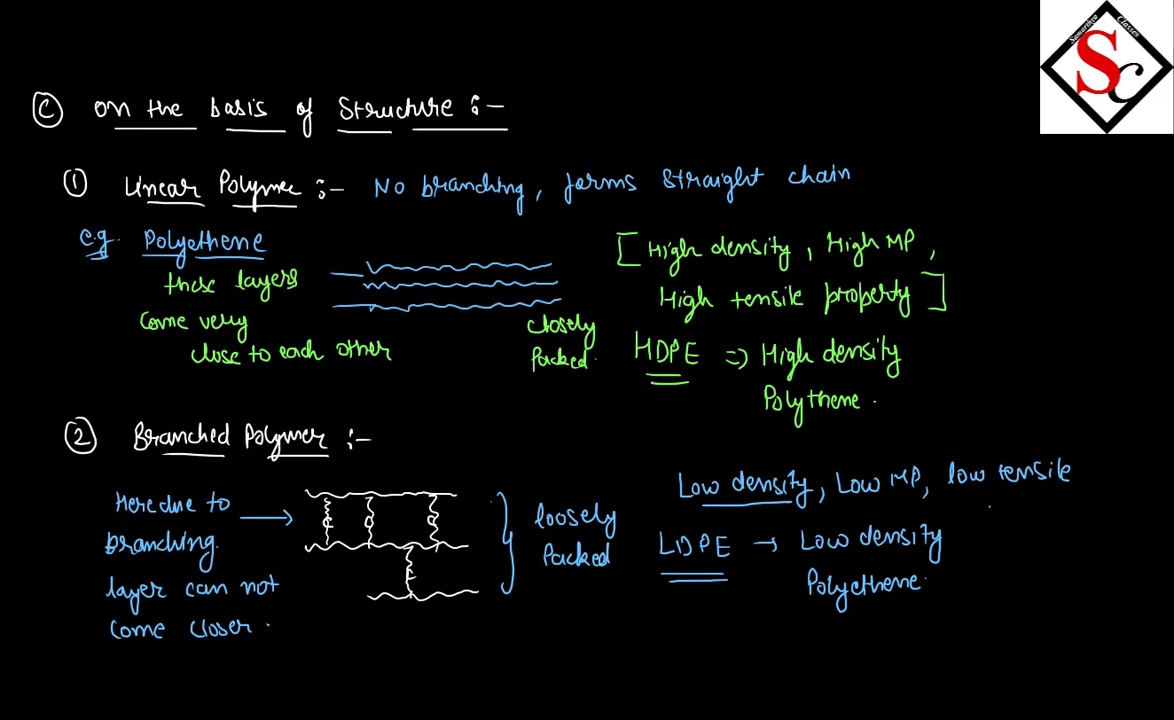 Samarthya Classes
SC
(C) on the basis of Structure :-
(1) Linear Polymer :- No branching, forms straight chain
e.g. Polyethene
these layers
come very
close to each other
closely
Packed.
[High density, High MP,
High tensile property]
HDPE => High density
Polythene.
(2) Branched Polymer :-
Here due to
branching.
layer can not
come closer.
loosely
Packed
Low density, Low MP, low tensile
LDPE → Low density
Polyethene.